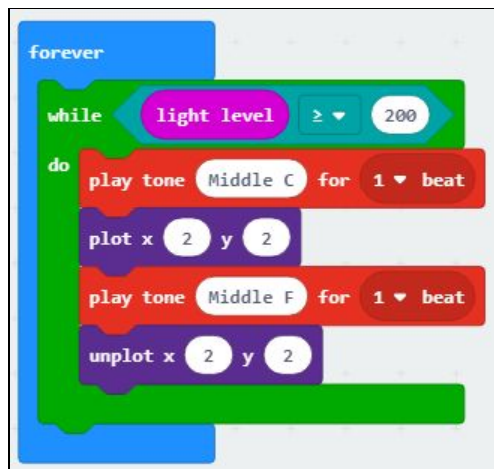 forever
while light level ≥ 200
do
play tone Middle C for 1 beat
plot x 2 y 2
play tone Middle F for 1 beat
unplot x 2 y 2